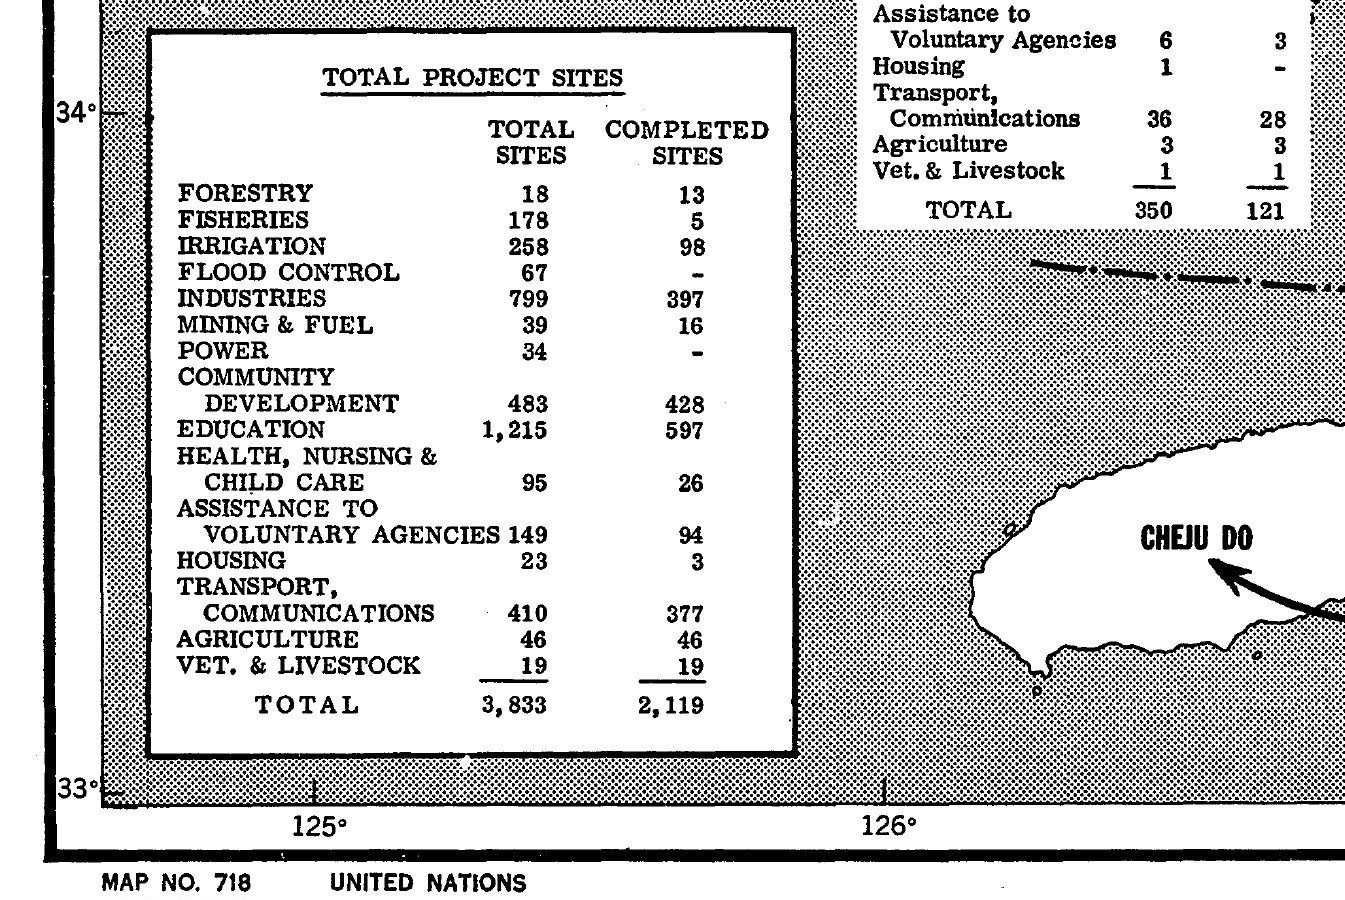 Assistance to
Voluntary Agencies 6 3
Housing 1 -
Transport,
Communications 36 28
Agriculture 3 3
Vet. & Livestock 1 1
TOTAL 350 121
34°
TOTAL PROJECT SITES
TOTAL COMPLETED
SITES SITES
FORESTRY 18 13
FISHERIES 178 5
IRRIGATION 258 98
FLOOD CONTROL 67 -
INDUSTRIES 799 397
MINING & FUEL 39 16
POWER 34 -
COMMUNITY
DEVELOPMENT 483 428
EDUCATION 1,215 597
HEALTH, NURSING &
CHILD CARE 95 26
ASSISTANCE TO
VOLUNTARY AGENCIES 149 94
HOUSING 23 3
TRANSPORT,
COMMUNICATIONS 410 377
AGRICULTURE 46 46
VET. & LIVESTOCK 19 19
TOTAL 3,833 2,119
CHEJU DO
33°
125° 126°
MAP NO. 718 UNITED NATIONS